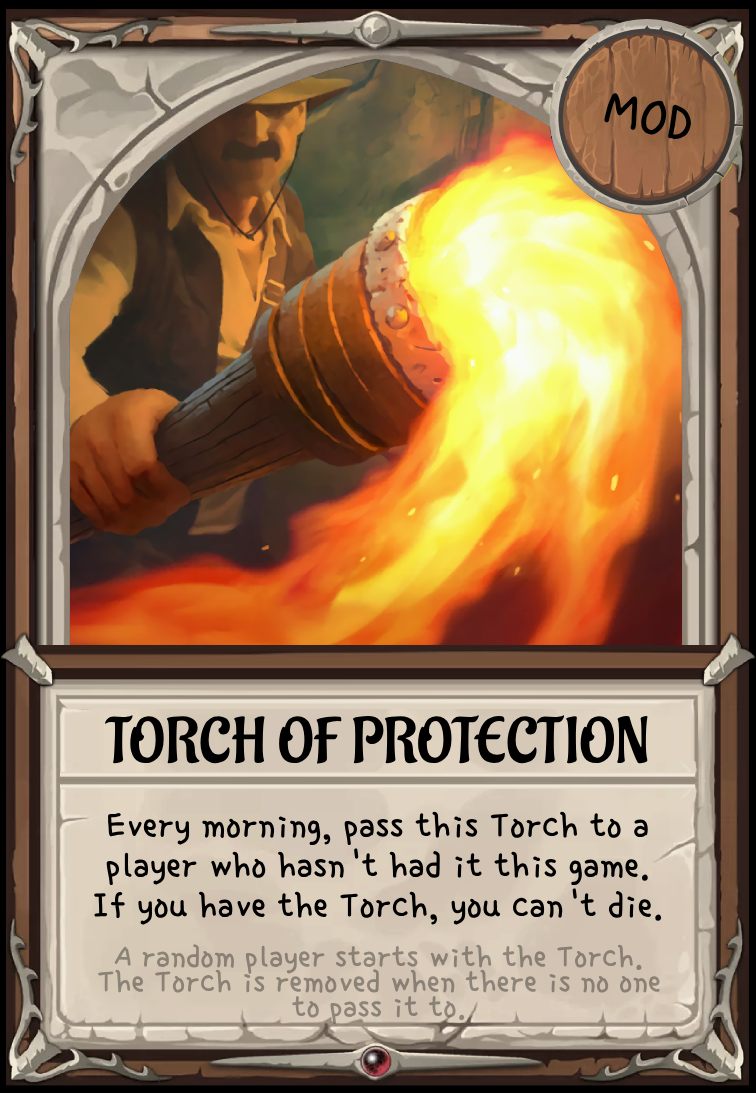 MOD
TORCH OF PROTECTION
Every morning, pass this Torch to a
player who hasn't had it this game.
If you have the Torch, you can't die.
A random player starts with the Torch.
The Torch is removed when there is no one
to pass it to.